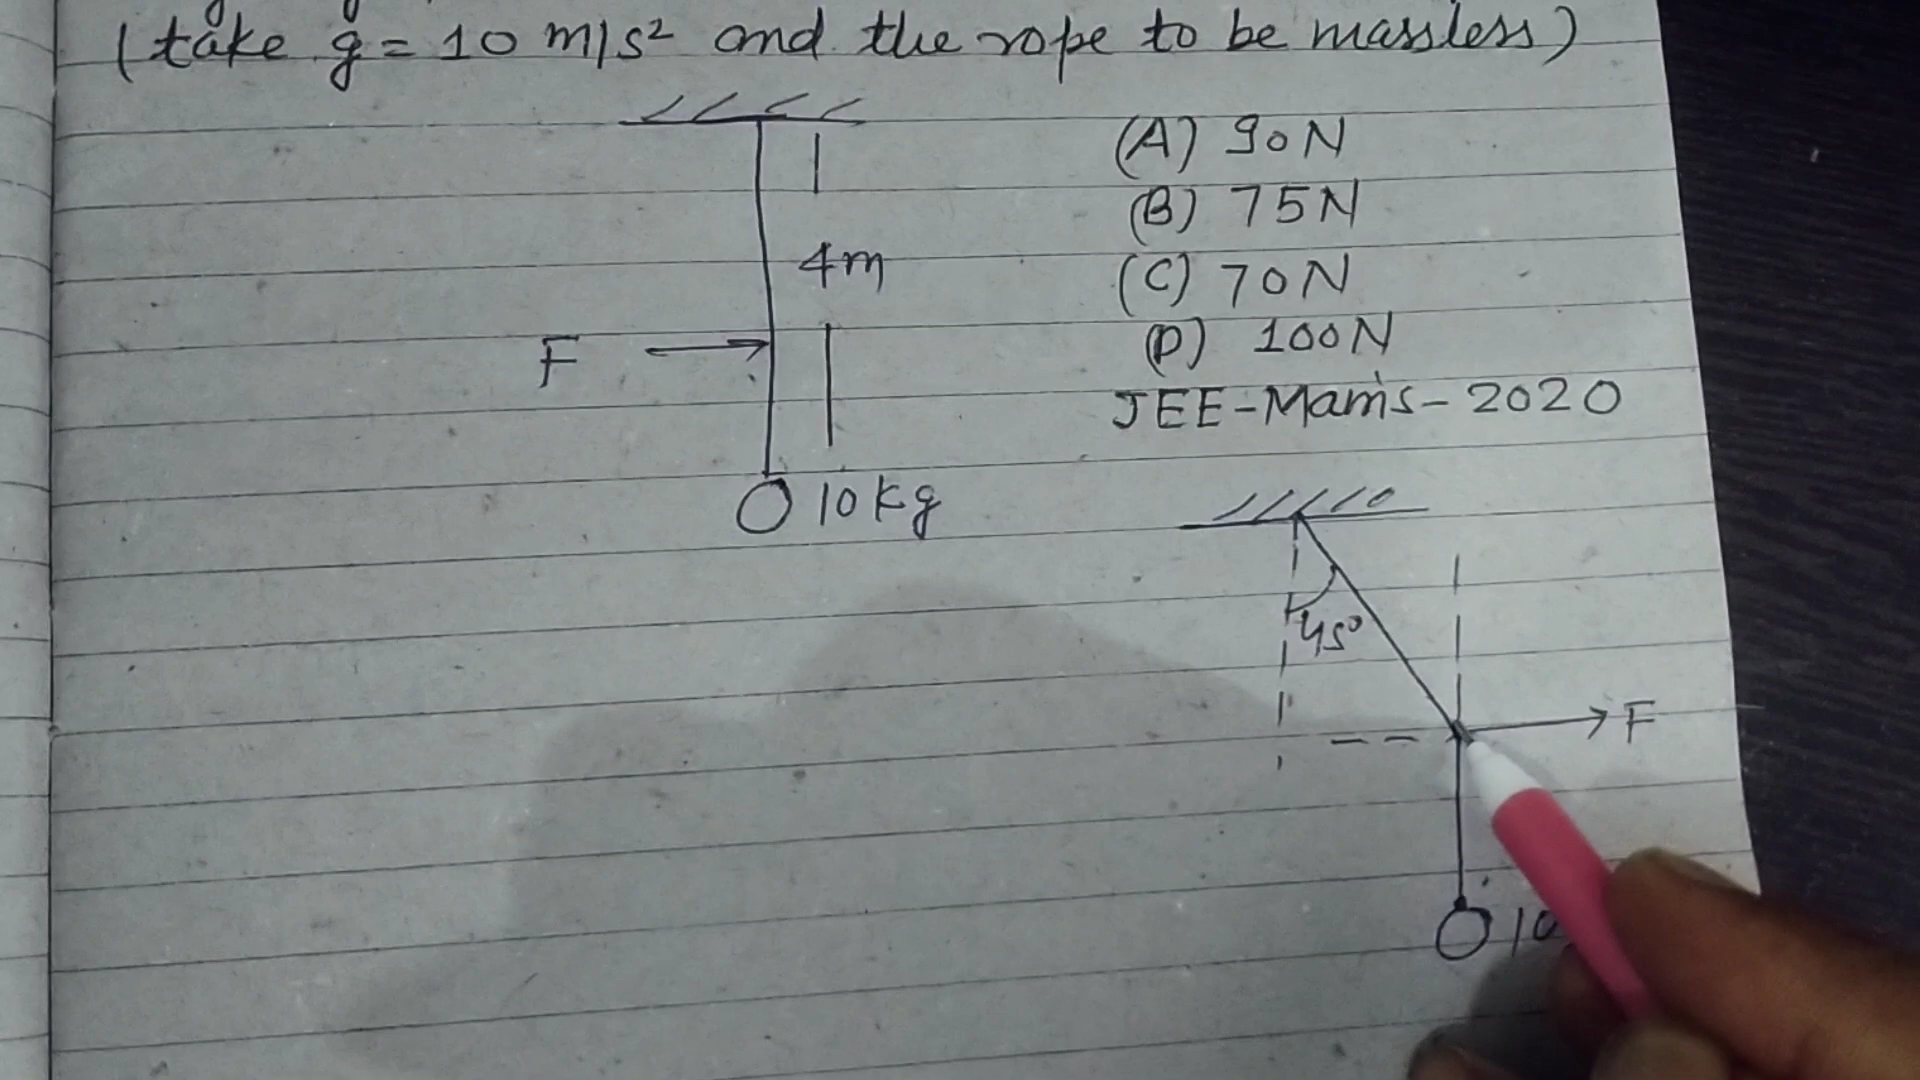 (take g = 10 m/s² and the rope to be massless)
(A) 90N
(B) 75N
4m
(C) 70N
F
(D) 100N
JEE-Mains-2020
10kg
45°
F